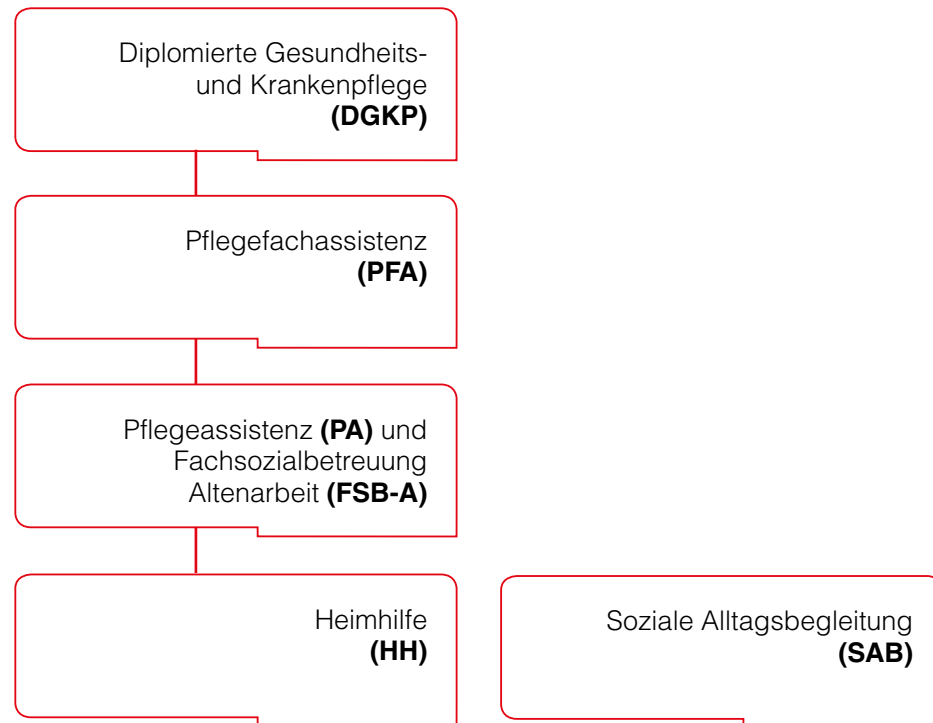 Diplomierte Gesundheits-
und Krankenpflege
(DGKP)
Pflegefachassistenz
(PFA)
Pflegeassistenz (PA) und
Fachsozialbetreuung
Altenarbeit (FSB-A)
Heimhilfe
(HH)
Soziale Alltagsbegleitung
(SAB)